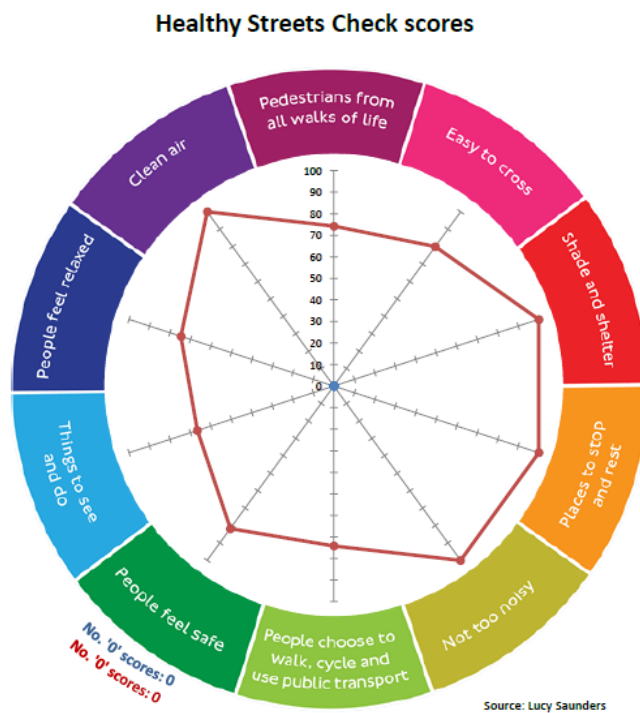 Healthy Streets Check scores
Pedestrians from
all walks of life
Easy to cross
Shade and shelter
Places to stop
and rest
Not too noisy
People choose to
walk, cycle and
use public transport
People feel safe
Things to see
and do
People feel relaxed
Clean air
100
90
80
70
60
50
40
30
20
10
0
No. '0' scores: 0
No. '0' scores: 0
Source: Lucy Saunders